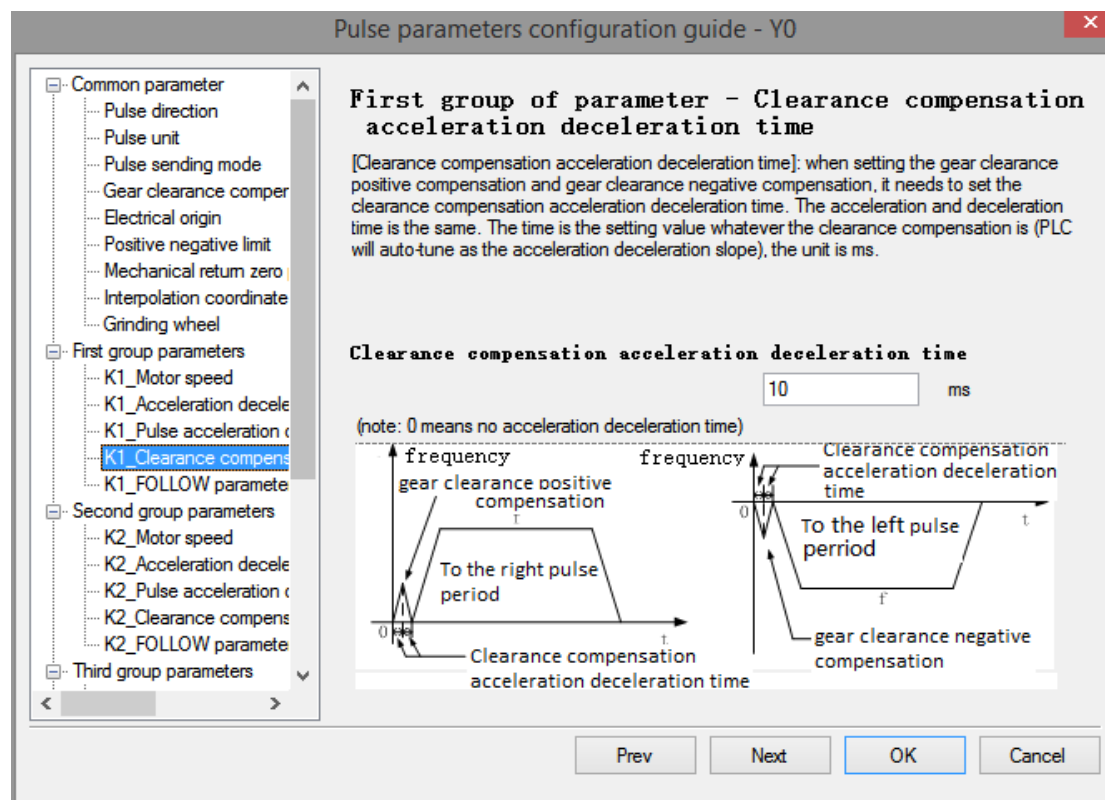 Pulse parameters configuration guide - Y0
Common parameter
Pulse direction
Pulse unit
Pulse sending mode
Gear clearance comper
Electrical origin
Positive negative limit
Mechanical return zero
Interpolation coordinate
Grinding wheel
First group parameters
K1_Motor speed
K1_Acceleration decele
K1_Pulse acceleration
K1_Clearance compens
K1_FOLLOW paramete
Second group parameters
K2_Motor speed
K2_Acceleration decele
K2_Pulse acceleration
K2_Clearance compens
K2_FOLLOW paramete
Third group parameters
First group of parameter - Clearance compensation
acceleration deceleration time
[Clearance compensation acceleration deceleration time]: when setting the gear clearance
positive compensation and gear clearance negative compensation, it needs to set the
clearance compensation acceleration deceleration time. The acceleration and deceleration
time is the same. The time is the setting value whatever the clearance compensation is (PLC
will auto-tune as the acceleration deceleration slope), the unit is ms.
Clearance compensation acceleration deceleration time
10 ms
(note: 0 means no acceleration deceleration time)
frequency
gear clearance positive
compensation
To the right pulse
period
0
t
Clearance compensation
acceleration deceleration time
frequency
Clearance compensation
acceleration deceleration
time
0
t
To the left pulse
perriod
f
gear clearance negative
compensation
Prev
Next
OK
Cancel